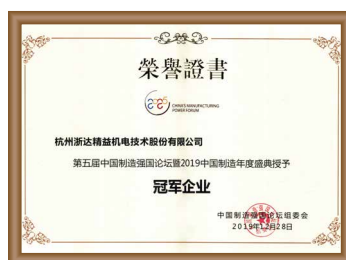 榮譽證書
CHINA'S MANUFACTURING
POWER FORUM
杭州浙达精益机电技术股份有限公司
第五届中国制造强国论坛暨2019中国制造年度盛典授予
冠军企业
中国制造强国论坛组委会
2019年12月28日